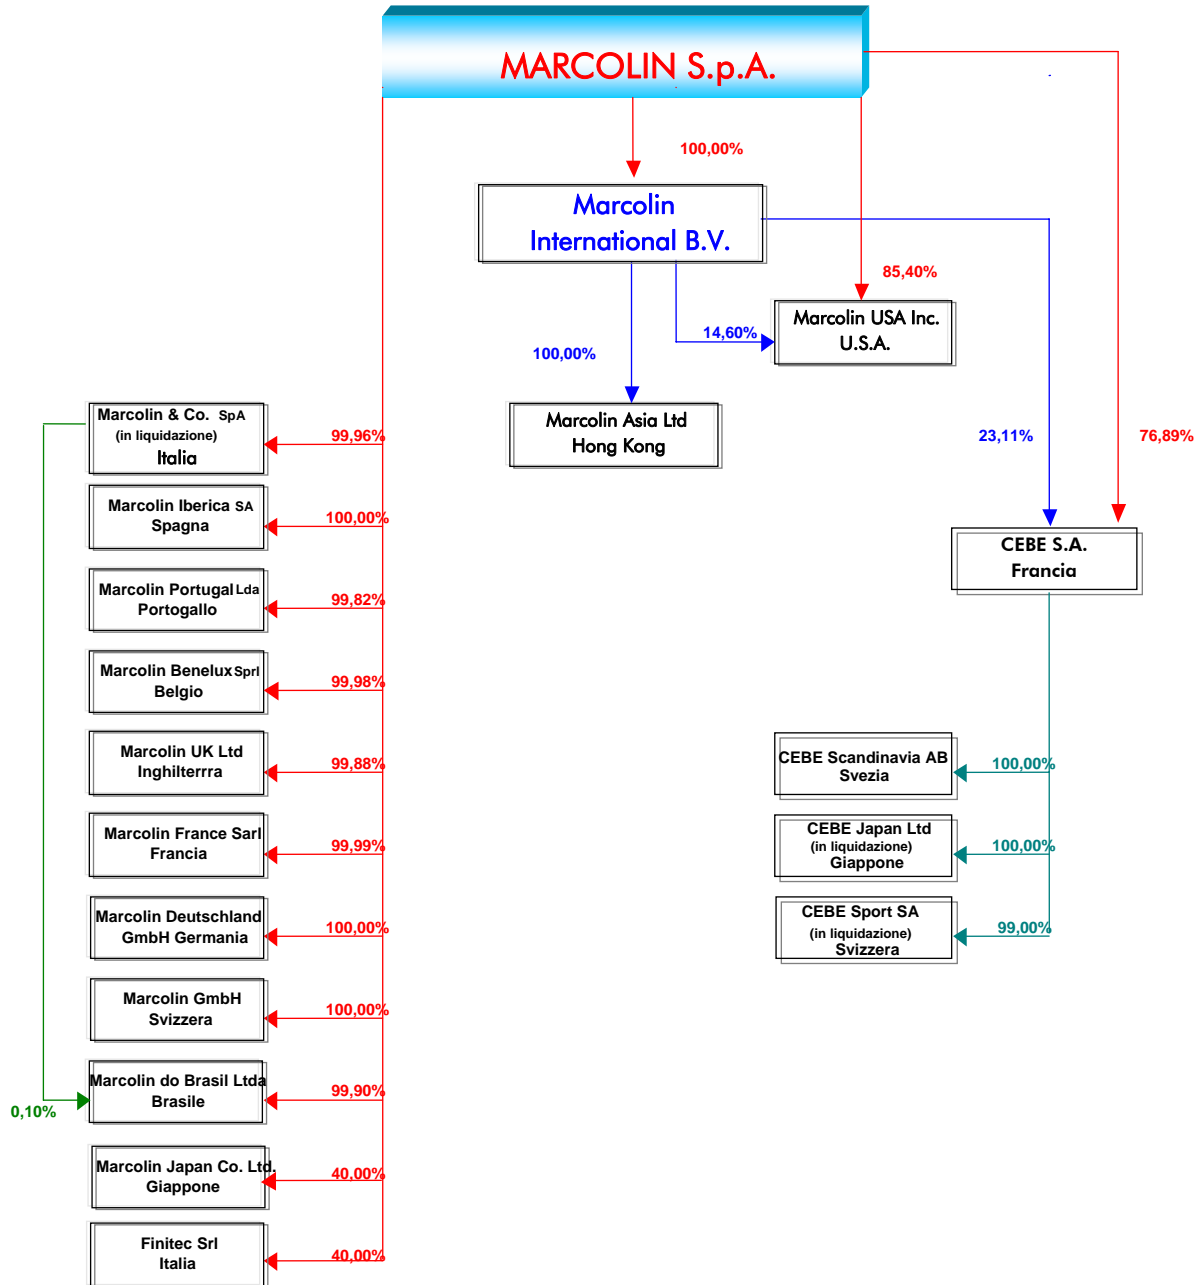 MARCOLIN S.p.A.
100,00%
Marcolin
International B.V.
85,40%
Marcolin USA Inc.
U.S.A.
14,60%
100,00%
Marcolin Asia Ltd
Hong Kong
23,11%
76,89%
CEBE S.A.
Francia
Marcolin & Co. SpA
(in liquidazione)
Italia
99,96%
Marcolin Iberica SA
Spagna
100,00%
Marcolin Portugal Lda
Portogallo
99,82%
Marcolin Benelux Sprl
Belgio
99,98%
Marcolin UK Ltd
Inghilterrra
99,88%
Marcolin France Sarl
Francia
99,99%
Marcolin Deutschland
GmbH Germania
100,00%
Marcolin GmbH
Svizzera
100,00%
Marcolin do Brasil Ltda
Brasile
99,90%
0,10%
Marcolin Japan Co. Ltd.
Giappone
40,00%
Finitec Srl
Italia
40,00%
CEBE Scandinavia AB
Svezia
100,00%
CEBE Japan Ltd
(in liquidazione)
Giappone
100,00%
CEBE Sport SA
(in liquidazione)
Svizzera
99,00%